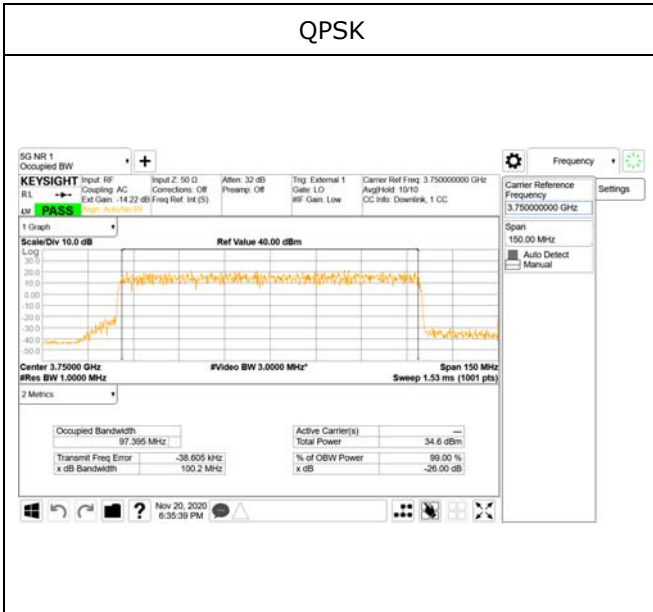 QPSK
5G NR 1
Occupied BW
+
Frequency
KEYSIGHT
Input: RF
Coupling: AC
Ext Gain: -14.22 dB
Align: Auto/No RF
Input Z: 50 Ω
Corrections: Off
Freq Ref: Int (S)
Atten: 32 dB
Preamp: Off
Trig: External 1
Gate: LO
#IF Gain: Low
Carrier Ref Freq: 3.750000000 GHz
Avg|Hold: 10/10
CC Info: Downlink, 1 CC
RL
PASS
Carrier Reference
Frequency
3.750000000 GHz
Span
150.00 MHz
Auto Detect
Manual
Settings
1 Graph
Scale/Div 10.0 dB
Ref Value 40.00 dBm
Log
30.0
20.0
10.0
0.00
-10.0
-20.0
-30.0
-40.0
-50.0
Center 3.75000 GHz
#Video BW 3.0000 MHz*
Span 150 MHz
#Res BW 1.0000 MHz
Sweep 1.53 ms (1001 pts)
2 Metrics
Occupied Bandwidth
97.395 MHz
Active Carrier(s)
---
Total Power
34.6 dBm
Transmit Freq Error
-38.605 kHz
% of OBW Power
99.00 %
x dB Bandwidth
100.2 MHz
x dB
-26.00 dB
?
Nov 20, 2020
6:35:39 PM